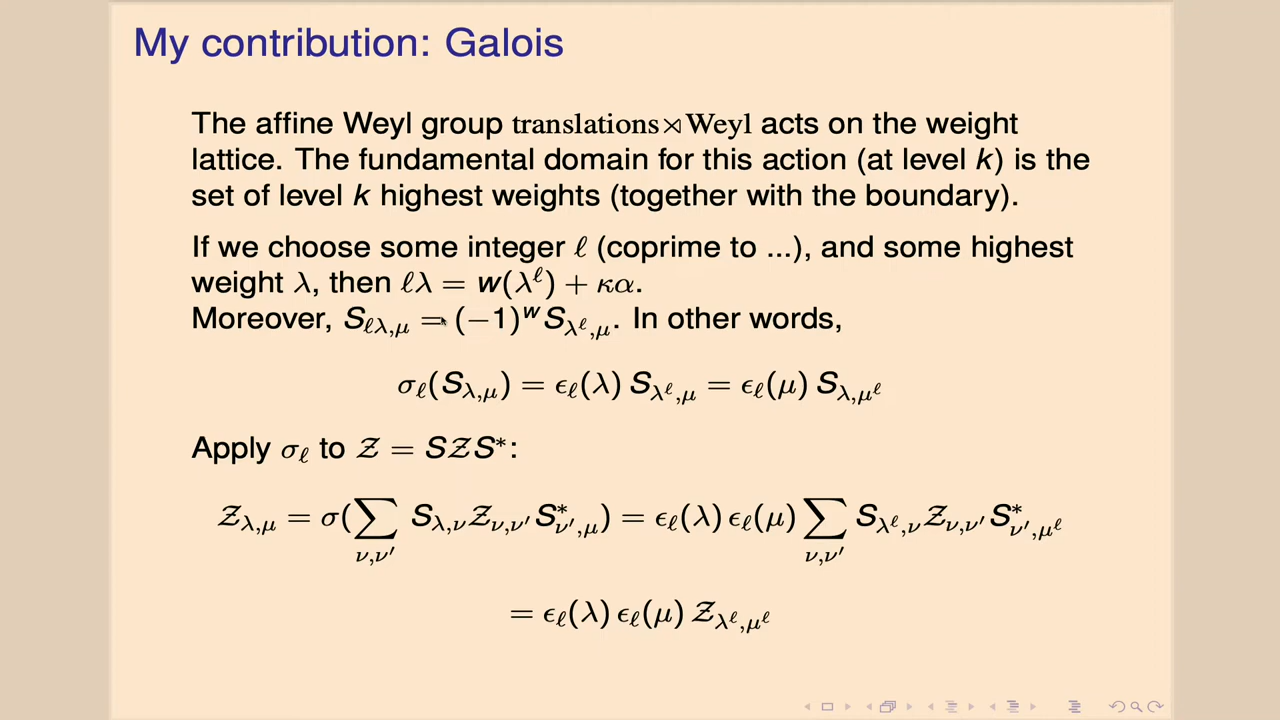 My contribution: Galois
The affine Weyl group translations⋊Weyl acts on the weight
lattice. The fundamental domain for this action (at level k) is the
set of level k highest weights (together with the boundary).
If we choose some integer ℓ (coprime to ...), and some highest
weight λ, then ℓλ = w(λ^ℓ) + κα.
Moreover, S_{ℓλ,μ} = (−1)^w S_{λ^ℓ,μ}. In other words,
σ_ℓ(S_{λ,μ}) = ϵ_ℓ(λ) S_{λ^ℓ,μ} = ϵ_ℓ(μ) S_{λ,μ^ℓ}
Apply σ_ℓ to Z = SZS*:
Z_{λ,μ} = σ(∑_{ν,ν′} S_{λ,ν} Z_{ν,ν′} S*_{ν′,μ}) = ϵ_ℓ(λ) ϵ_ℓ(μ) ∑_{ν,ν′} S_{λ^ℓ,ν} Z_{ν,ν′} S*_{ν′,μ^ℓ}
= ϵ_ℓ(λ) ϵ_ℓ(μ) Z_{λ^ℓ,μ^ℓ}